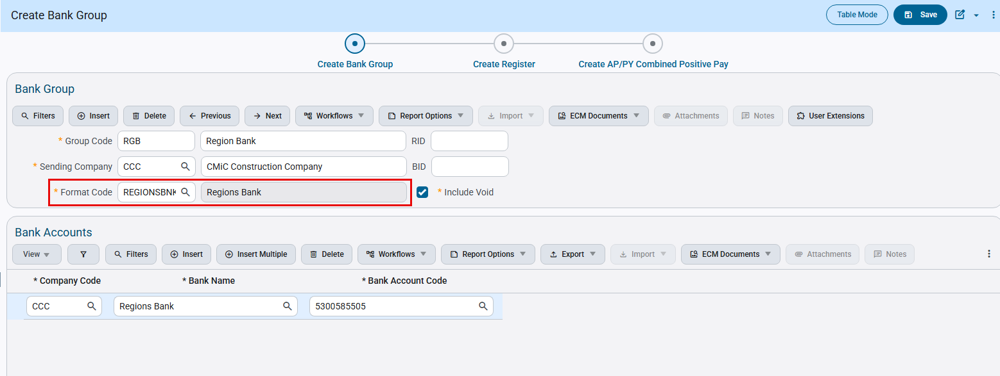 Create Bank Group
Table Mode Save
Create Bank Group Create Register Create AP/PY Combined Positive Pay
Bank Group
Filters Insert Delete Previous Next Workflows Report Options Import ECM Documents Attachments Notes User Extensions
* Group Code RGB Region Bank RID
* Sending Company CCC CMiC Construction Company BID
* Format Code REGIONSBNK Regions Bank * Include Void
Bank Accounts
View Filters Insert Insert Multiple Delete Workflows Report Options Export Import ECM Documents Attachments Notes
* Company Code * Bank Name * Bank Account Code
CCC Regions Bank 5300585505